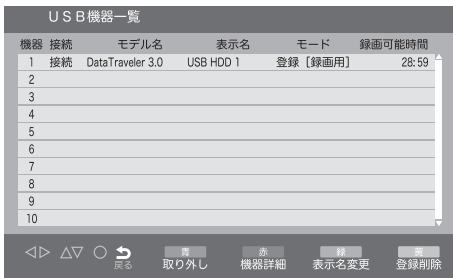 USB機器一覧
機器 接続 モデル名 表示名 モード 録画可能時間
1 接続 DataTraveler 3.0 USB HDD 1 登録［録画用］ 28:59
2
3
4
5
6
7
8
9
10
戻る
青 赤 緑 黄
取り外し 機器詳細 表示名変更 登録削除